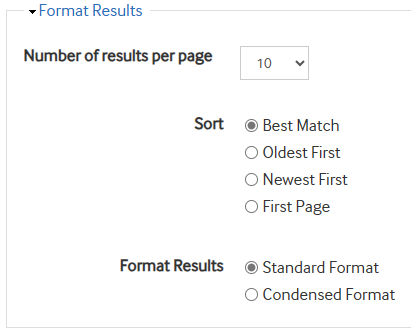 Format Results
Number of results per page
10
Sort
Best Match
Oldest First
Newest First
First Page
Format Results
Standard Format
Condensed Format